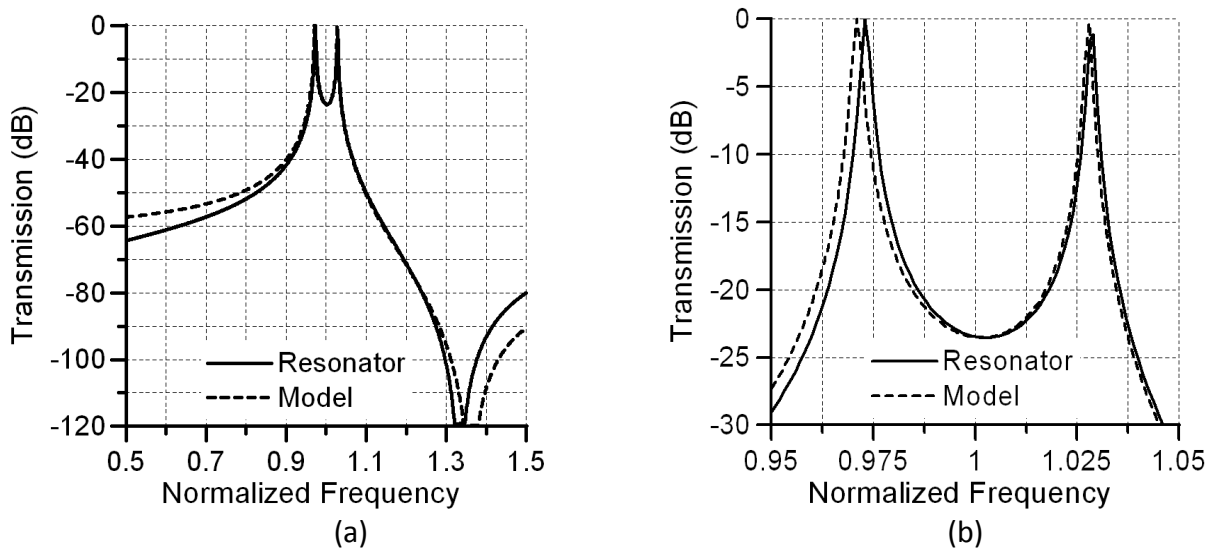 0
-20
-40
-60
-80
-100
-120
Transmission (dB)
Resonator
Model
0.5 0.7 0.9 1.1 1.3 1.5
Normalized Frequency
(a)
0
-5
-10
-15
-20
-25
-30
Transmission (dB)
Resonator
Model
0.95 0.975 1 1.025 1.05
Normalized Frequency
(b)